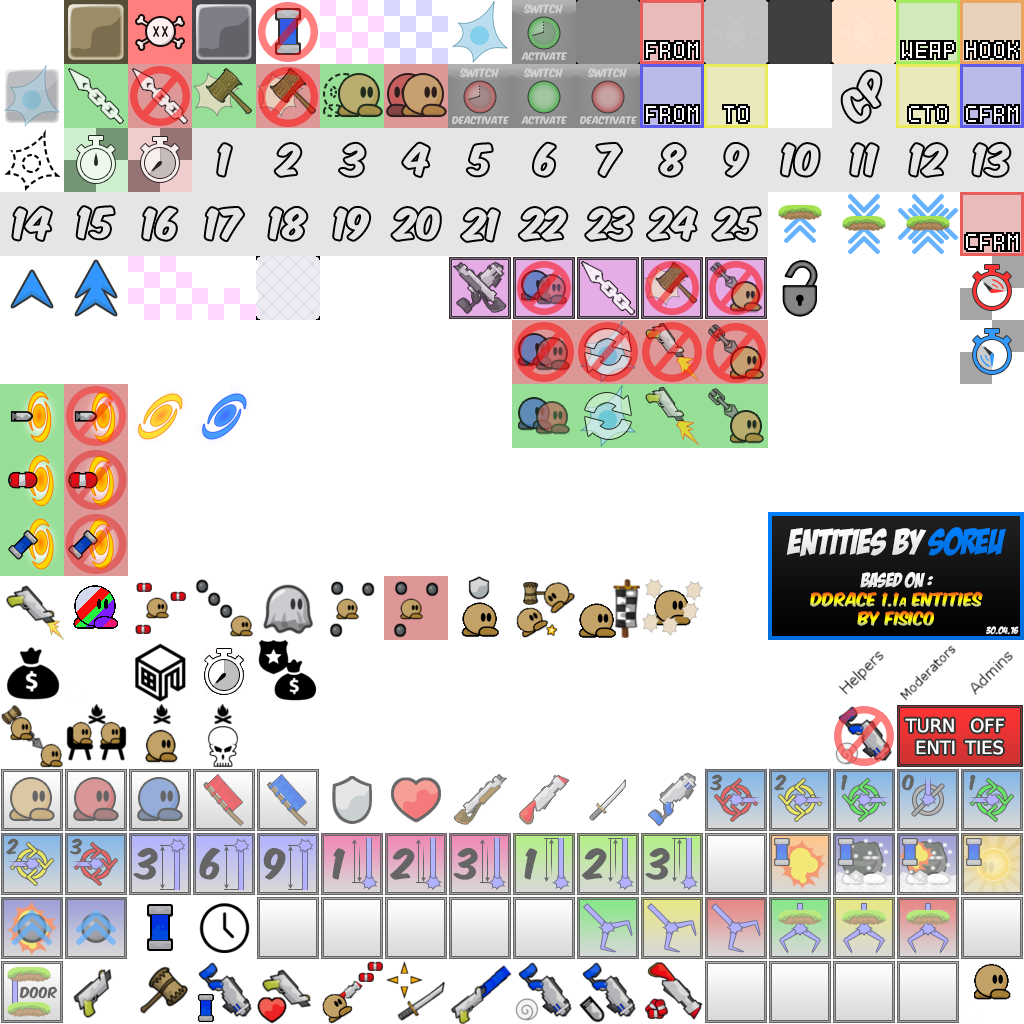 SWITCH
ACTIVATE
FROM
WEAP
HOOK
SWITCH
DEACTIVATE
SWITCH
ACTIVATE
SWITCH
DEACTIVATE
FROM
TO
CP
CTO
CFRM
1 2 3 4 5 6 7 8 9 10 11 12 13
14 15 16 17 18 19 20 21 22 23 24 25
CFRM
ENTITIES BY SOREU
BASED ON :
DDRACE 1.1A ENTITIES
BY FISICO
30.04.16
$
$
Helpers
Moderators
Admins
TURN OFF
ENTI TIES
3 2 1 0 1
2 3 3 6 9 1 2 3 1 2 3
DOOR